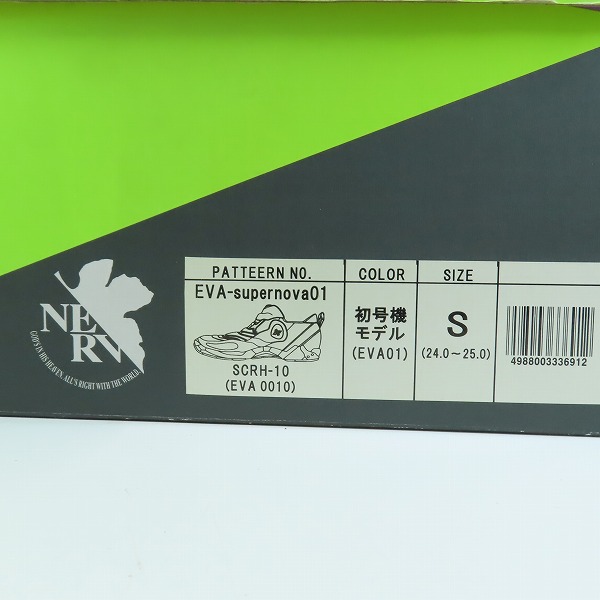 NERV
GOD'S IN HIS HEAVEN. ALL'S RIGHT WITH THE WORLD.
PATTEERN NO.
EVA-supernova01
SCRH-10
(EVA 0010)
COLOR
初号機
モデル
(EVA01)
SIZE
S
(24.0～25.0)
4988003336912